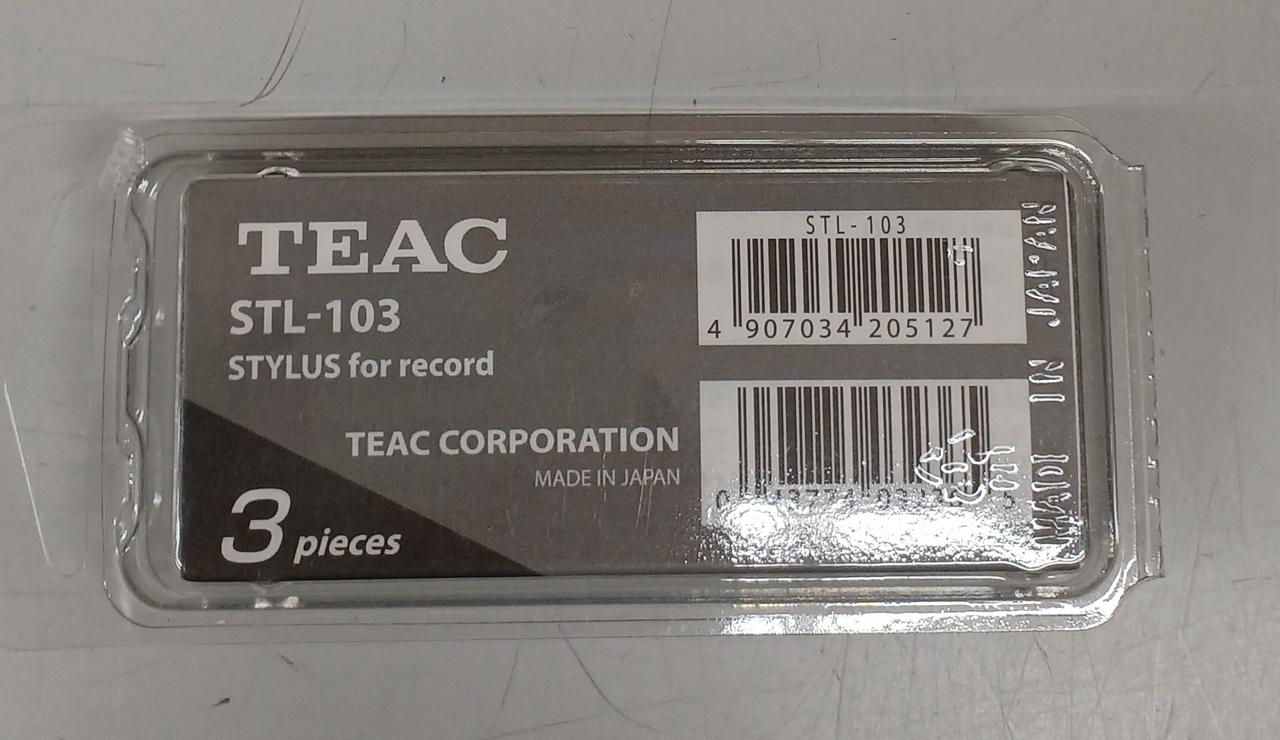 TEAC
STL-103
STYLUS for record
TEAC CORPORATION
MADE IN JAPAN
3 pieces
STL-103
4 907034 205127